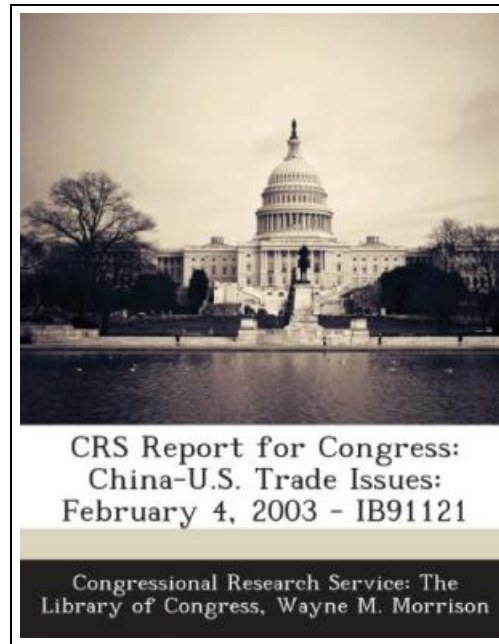 CRS Report for Congress:
China-U.S. Trade Issues:
February 4, 2003 - IB91121
Congressional Research Service: The
Library of Congress, Wayne M. Morrison